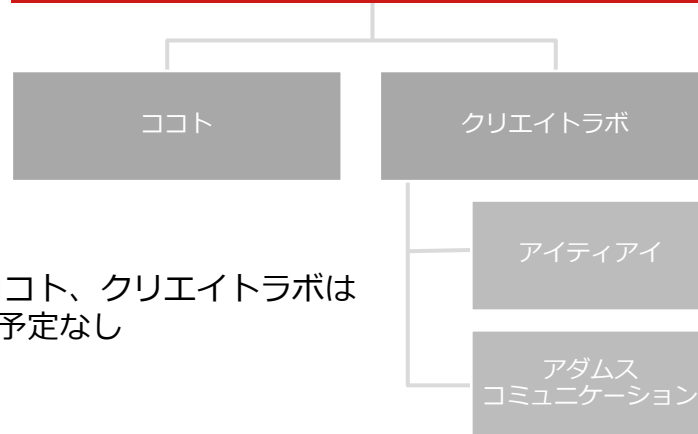 ココト
クリエイトラボ
アイティアイ
コト、クリエイトラボは
予定なし
アダムス
コミュニケーション